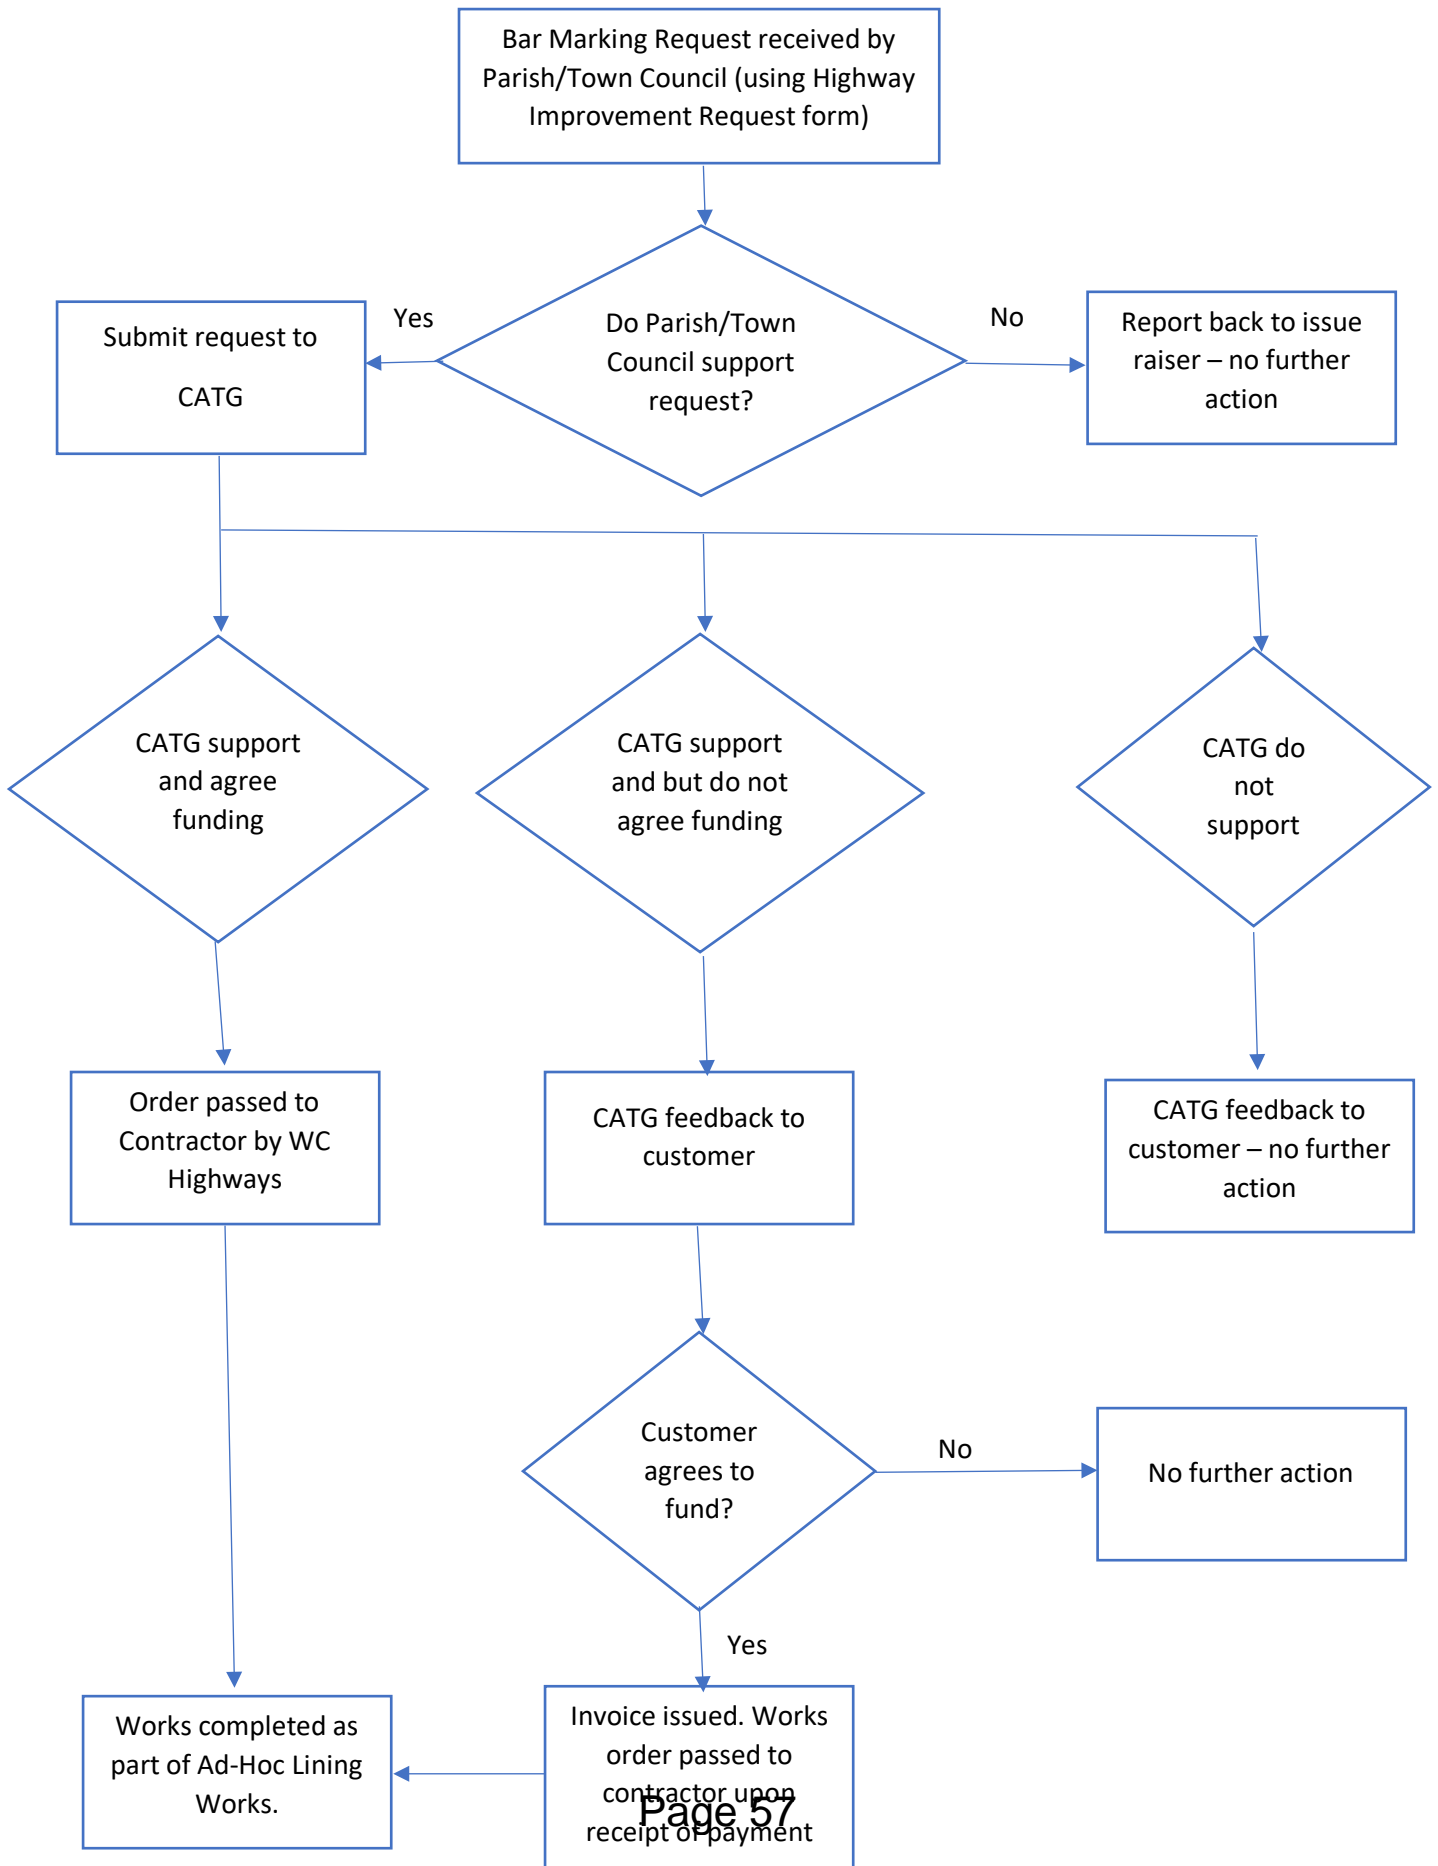 Bar Marking Request received by
Parish/Town Council (using Highway
Improvement Request form)
Yes
No
Submit request to
CATG
Do Parish/Town
Council support
request?
Report back to issue
raiser – no further
action
CATG support
and agree
funding
CATG support
and but do not
agree funding
CATG do
not
support
Order passed to
Contractor by WC
Highways
CATG feedback to
customer
CATG feedback to
customer – no further
action
Customer
agrees to
fund?
No
No further action
Yes
Works completed as
part of Ad-Hoc Lining
Works.
Invoice issued. Works
order passed to
contractor upon
receipt of payment
Page 57